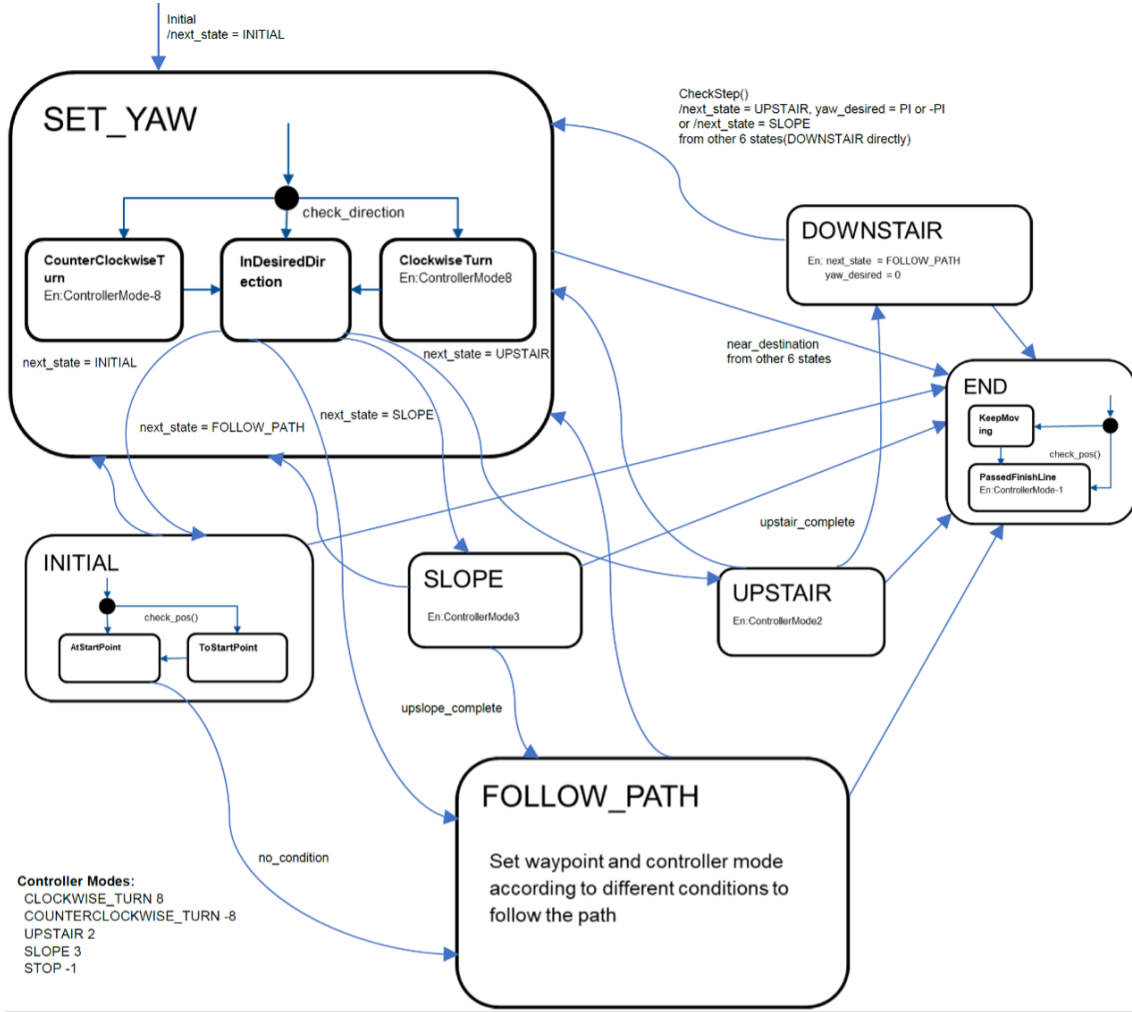 Initial
/next_state = INITIAL
SET_YAW
CheckStep()
/next_state = UPSTAIR, yaw_desired = PI or -PI
or /next_state = SLOPE
from other 6 states(DOWNSTAIR directly)
check_direction
DOWNSTAIR
En: next_state = FOLLOW_PATH
yaw_desired = 0
CounterClockwiseT
urn
En:ControllerMode-8
InDesiredDir
ection
ClockwiseTurn
En:ControllerMode8
next_state = INITIAL
next_state = UPSTAIR
near_destination
from other 6 states
next_state = FOLLOW_PATH
next_state = SLOPE
END
KeepMov
ing
check_pos()
PassedFinishLine
En:ControllerMode-1
upstair_complete
INITIAL
check_pos()
AtStartPoint
ToStartPoint
SLOPE
En:ControllerMode3
UPSTAIR
En:ControllerMode2
upslope_complete
FOLLOW_PATH
Set waypoint and controller mode
according to different conditions to
follow the path
no_condition
Controller Modes:
CLOCKWISE_TURN 8
COUNTERCLOCKWISE_TURN -8
UPSTAIR 2
SLOPE 3
STOP -1